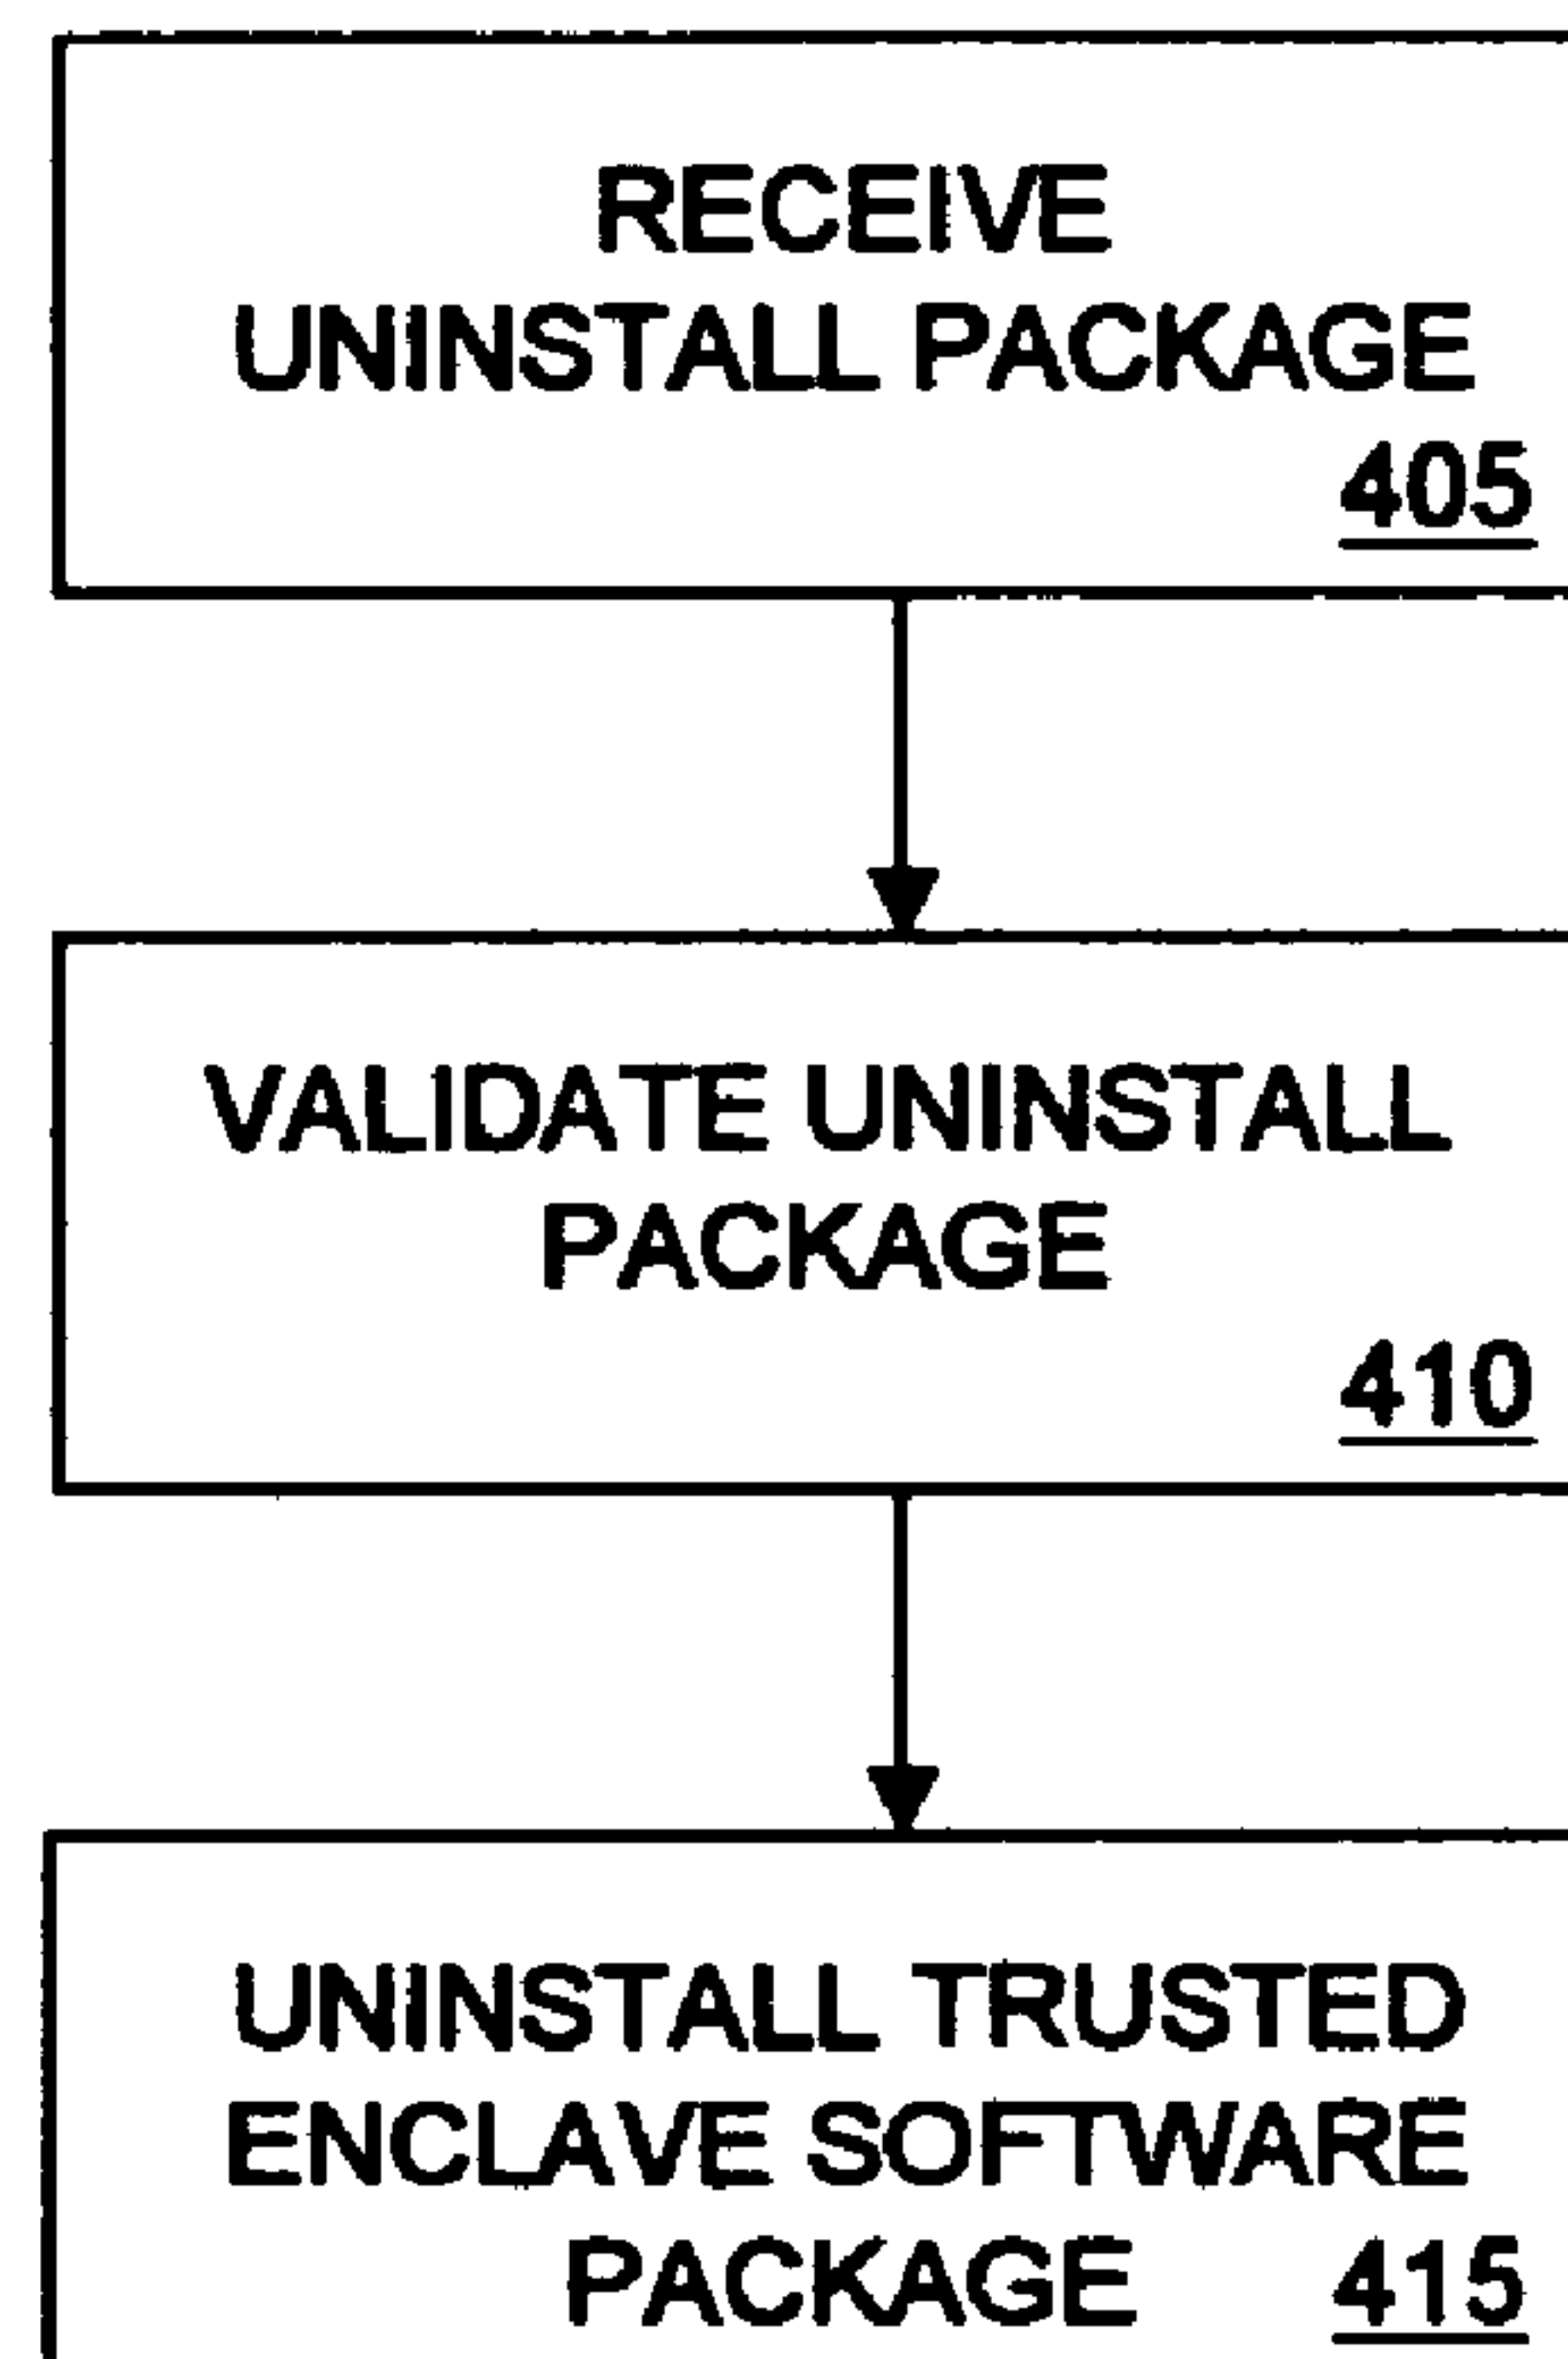 RECEIVE
UNINSTALL PACKAGE
405
VALIDATE UNINSTALL
PACKAGE
410
UNINSTALL TRUSTED
ENCLAVE SOFTWARE
PACKAGE 415